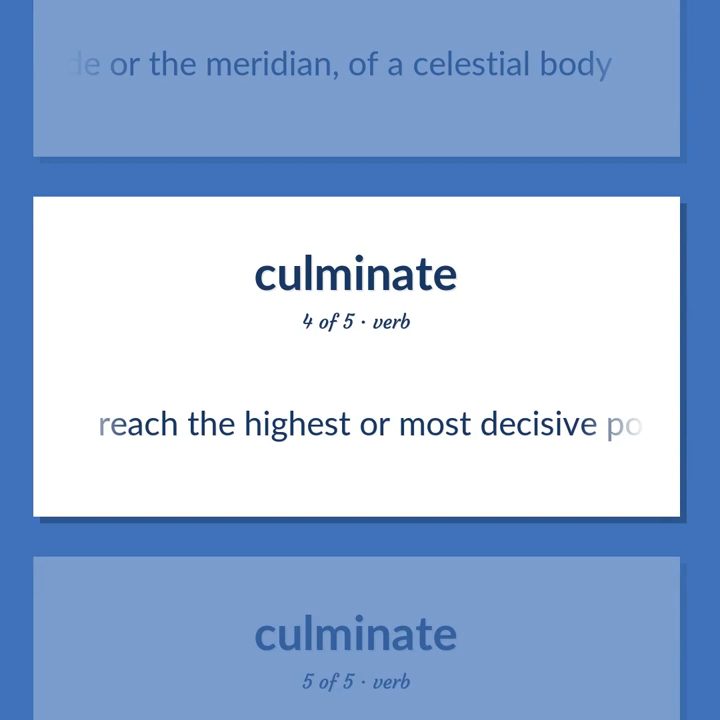 or the meridian, of a celestial body
culminate
4 of 5 · verb
reach the highest or most decisive
culminate
5 of 5 · verb